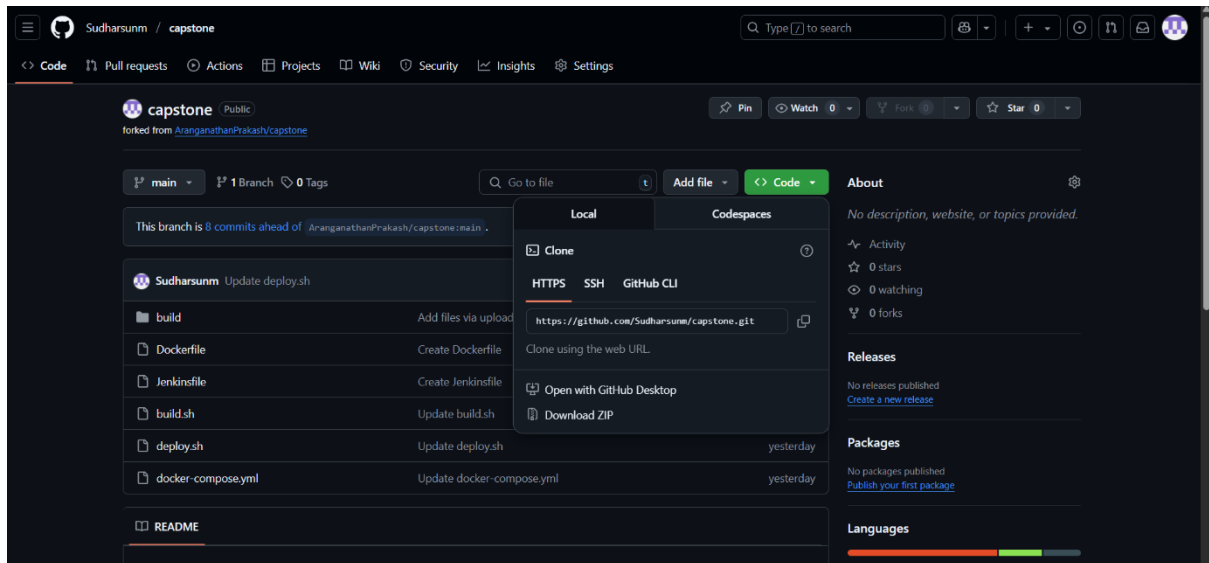 Sudharsunm / capstone
Type / to search
Code Pull requests Actions Projects Wiki Security Insights Settings
capstone Public
Pin Watch 0 Fork 0 Star 0
forked from AranganathanPrakash/capstone
main 1 Branch 0 Tags
Go to file t Add file Code
This branch is 8 commits ahead of AranganathanPrakash/capstone:main .
Sudharsunm Update deploy.sh
build Add files via upload
Dockerfile Create Dockerfile
Jenkinsfile Create Jenkinsfile
build.sh Update build.sh
deploy.sh Update deploy.sh yesterday
docker-compose.yml Update docker-compose.yml yesterday
README
Local Codespaces
Clone
HTTPS SSH GitHub CLI
https://github.com/Sudharsunm/capstone.git
Clone using the web URL.
Open with GitHub Desktop
Download ZIP
About
No description, website, or topics provided.
Activity
0 stars
0 watching
0 forks
Releases
No releases published
Create a new release
Packages
No packages published
Publish your first package
Languages